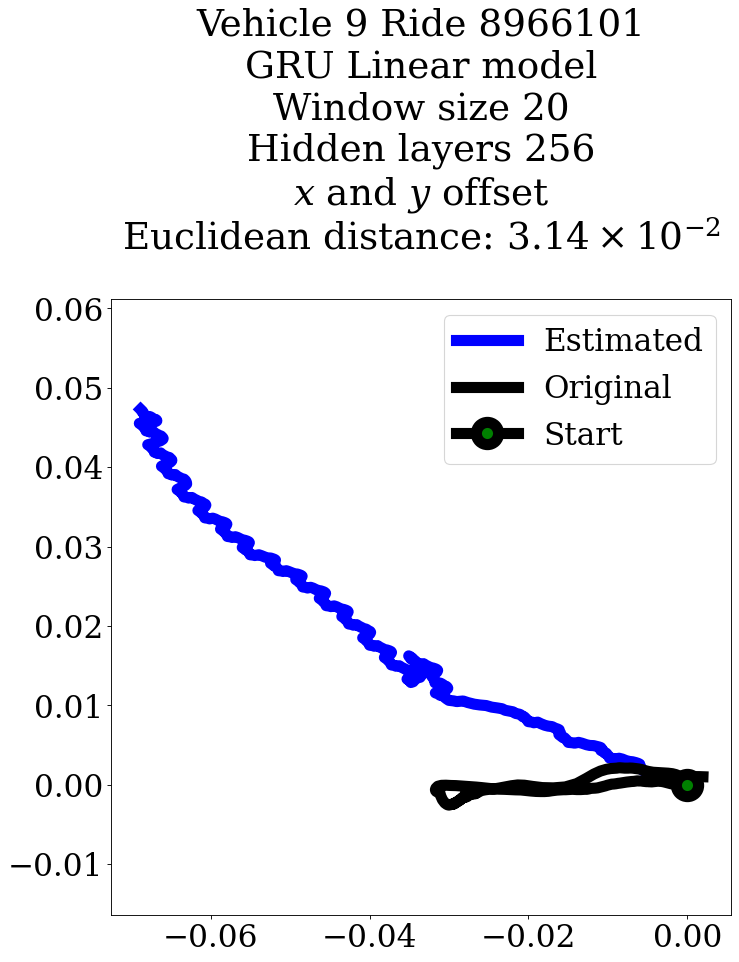 Vehicle 9 Ride 8966101
GRU Linear model
Window size 20
Hidden layers 256
x and y offset
Euclidean distance: 3.14 × 10⁻²
Estimated
Original
Start
0.06
0.05
0.04
0.03
0.02
0.01
0.00
−0.01
−0.06
−0.04
−0.02
0.00